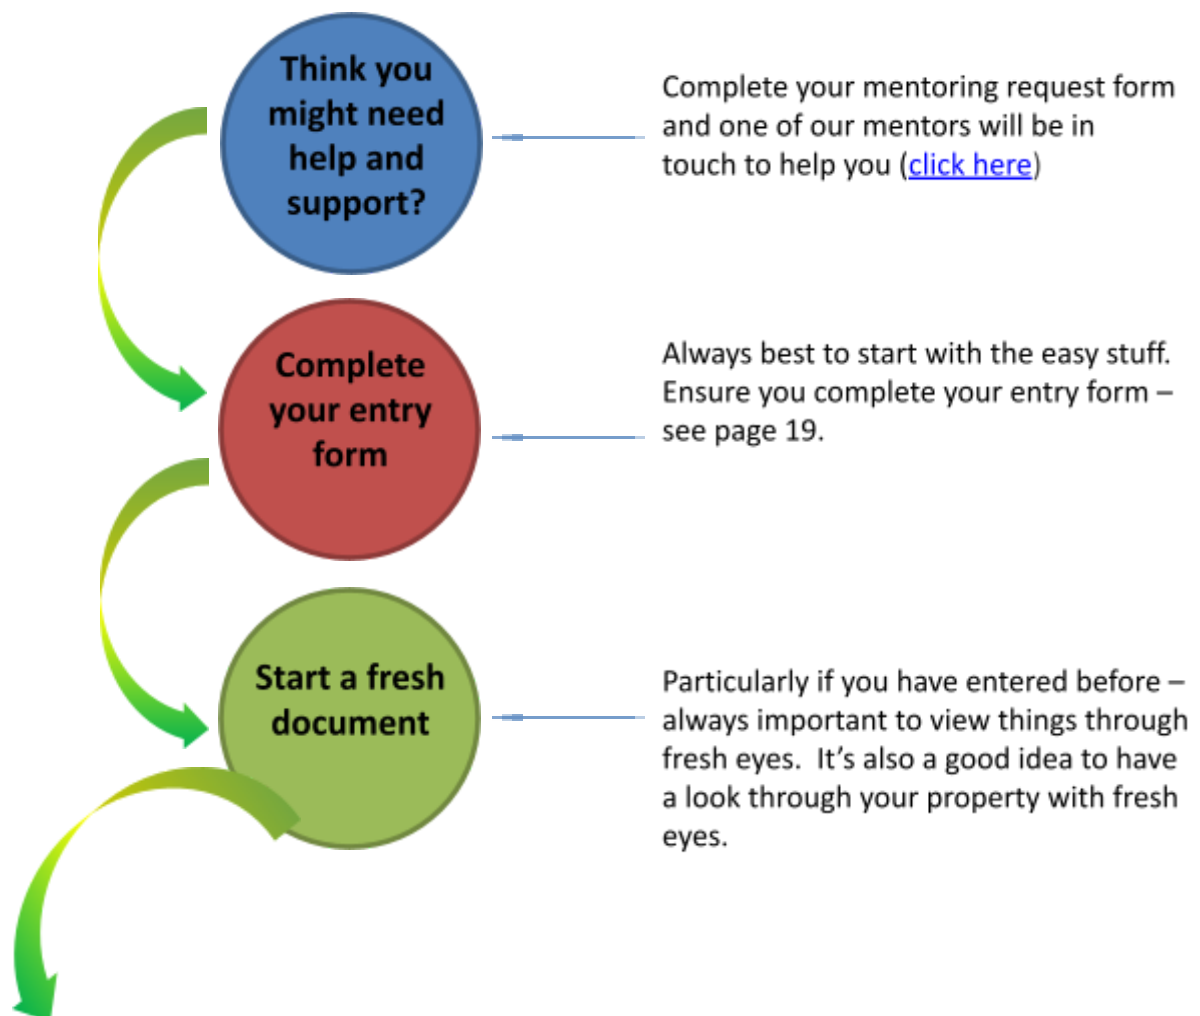 Think you
might need
help and
support?
Complete your mentoring request form
and one of our mentors will be in
touch to help you (click here)
Complete
your entry
form
Always best to start with the easy stuff.
Ensure you complete your entry form –
see page 19.
Start a fresh
document
Particularly if you have entered before –
always important to view things through
fresh eyes.  It’s also a good idea to have
a look through your property with fresh
eyes.